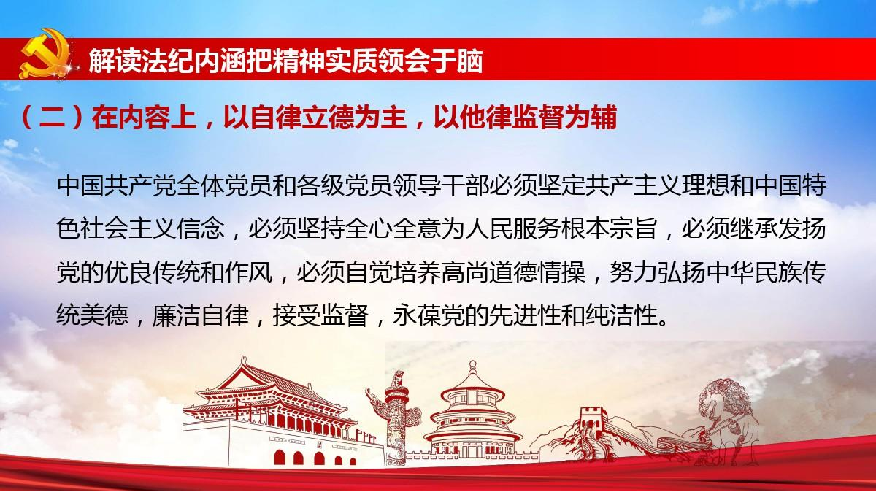 解读法纪内涵把精神实质领会于脑
（二）在内容上，以自律立德为主，以他律监督为辅
中国共产党全体党员和各级党员领导干部必须坚定共产主义理想和中国特
色社会主义信念，必须坚持全心全意为人民服务根本宗旨，必须继承发扬
党的优良传统和作风，必须自觉培养高尚道德情操，努力弘扬中华民族传
统美德，廉洁自律，接受监督，永葆党的先进性和纯洁性。